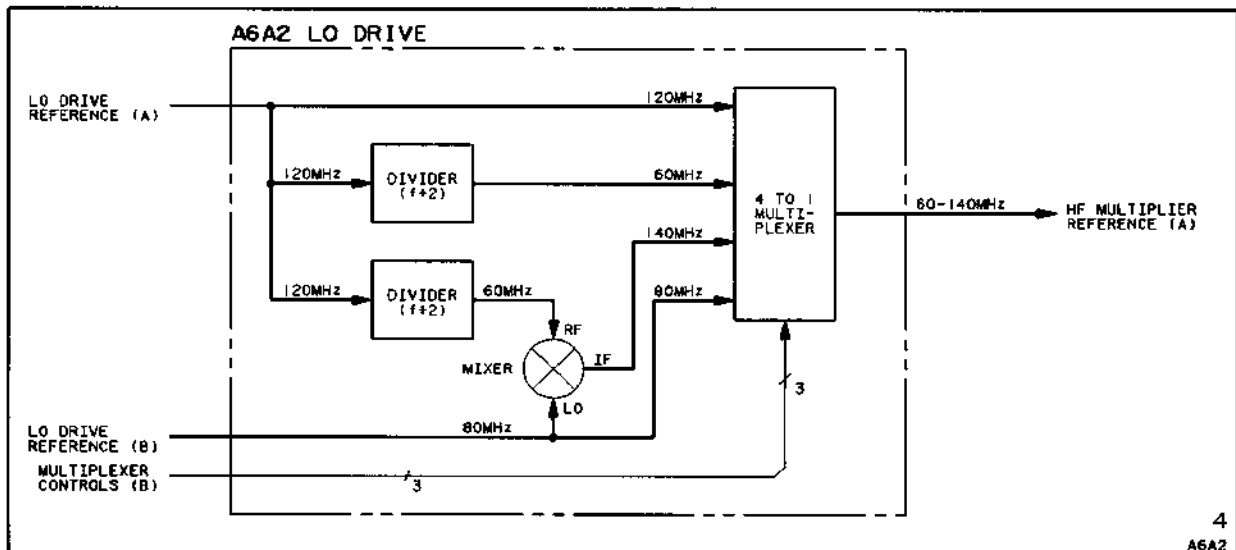 A6A2 LO DRIVE
LO DRIVE
REFERENCE (A)
120MHz
120MHz
DIVIDER
(f÷2)
60MHz
4 TO 1
MULTI-
PLEXER
60-140MHz
HF MULTIPLIER
REFERENCE (A)
140MHz
120MHz
DIVIDER
(f÷2)
60MHz
80MHz
RF
MIXER
IF
LO
3
LO DRIVE
REFERENCE (B)
80MHz
MULTIPLEXER
CONTROLS (B)
3
4
A6A2